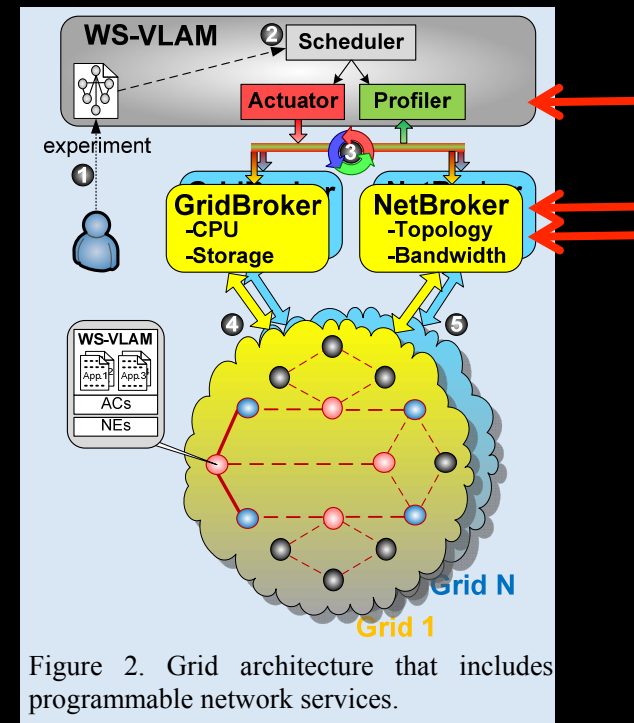 WS-VLAM
2
Scheduler
Actuator
Profiler
experiment
3
1
GridBroker
-CPU
-Storage
NetBroker
-Topology
-Bandwidth
4
5
WS-VLAM
App.1
App.3
ACs
NEs
Grid N
Grid 1
Figure 2. Grid architecture that includes
programmable network services.